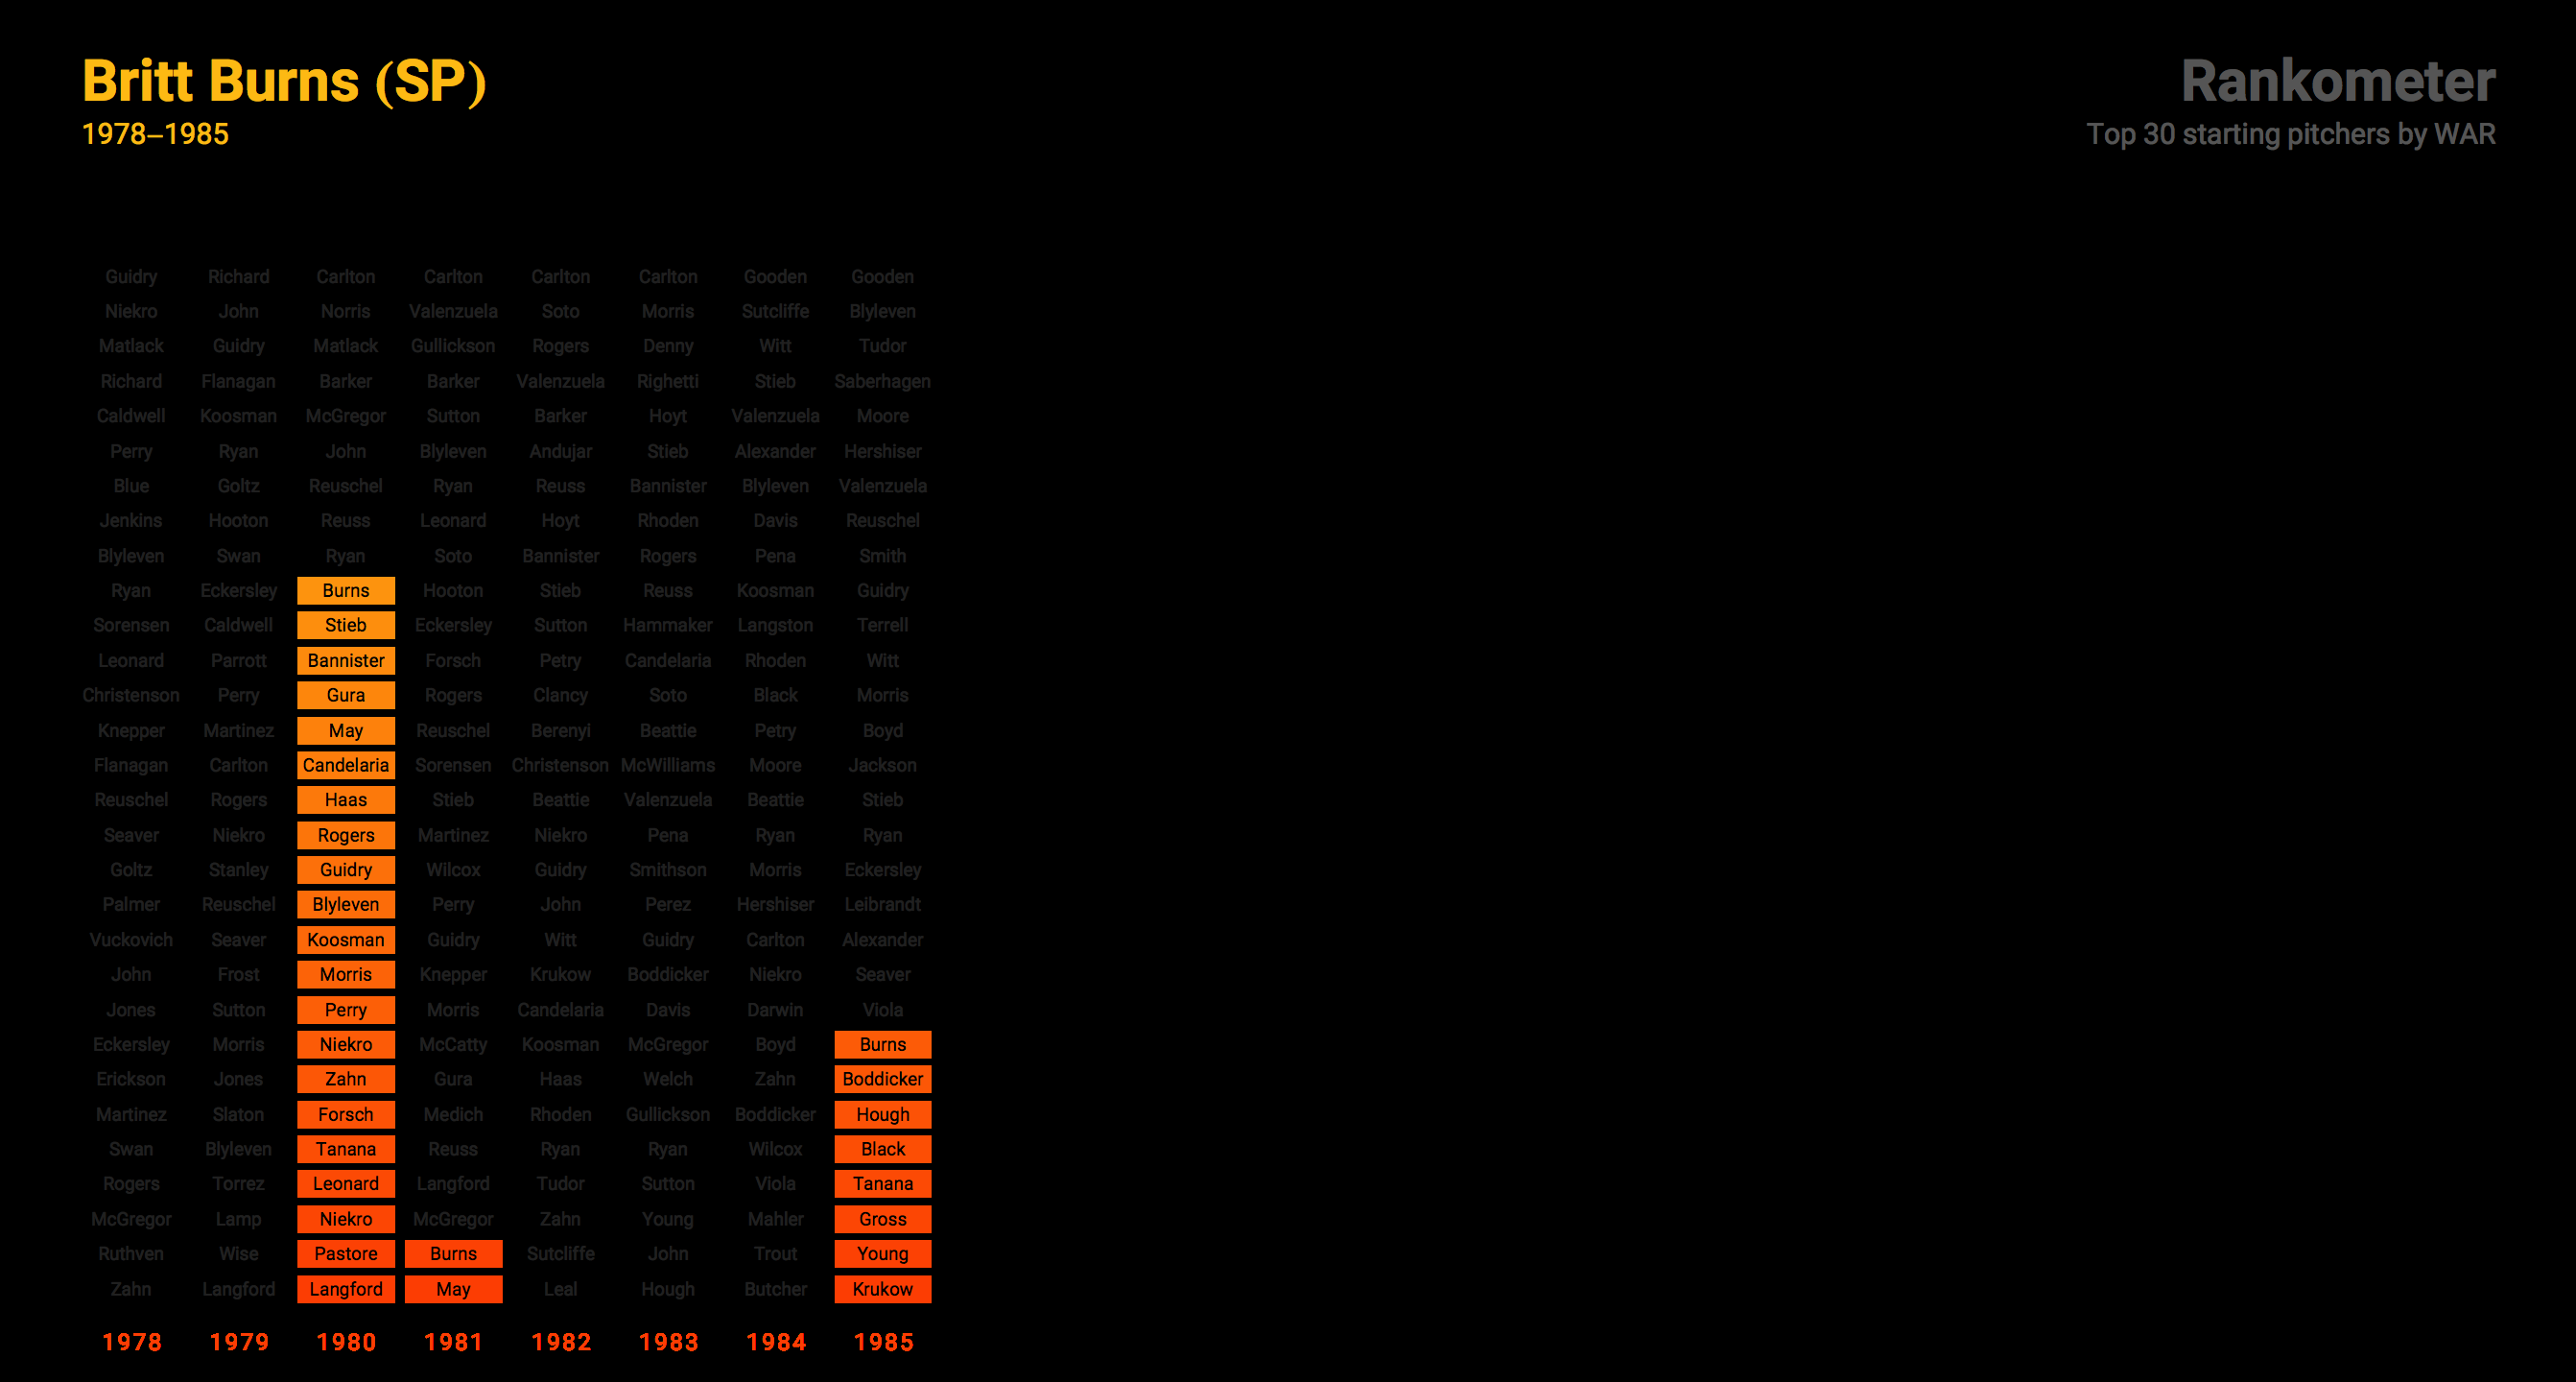 Britt Burns (SP)
1978–1985
Rankometer
Top 30 starting pitchers by WAR
Guidry Richard Carlton Carlton Carlton Carlton Gooden Gooden
Niekro John Norris Valenzuela Soto Morris Sutcliffe Blyleven
Matlack Guidry Matlack Gullickson Rogers Denny Witt Tudor
Richard Flanagan Barker Barker Valenzuela Righetti Stieb Saberhagen
Caldwell Koosman McGregor Sutton Barker Hoyt Valenzuela Moore
Perry Ryan John Blyleven Andujar Stieb Alexander Hershiser
Blue Goltz Reuschel Ryan Reuss Bannister Blyleven Valenzuela
Jenkins Hooton Reuss Leonard Hoyt Rhoden Davis Reuschel
Blyleven Swan Ryan Soto Bannister Rogers Pena Smith
Ryan Eckersley Burns Hooton Stieb Reuss Koosman Guidry
Sorensen Caldwell Stieb Eckersley Sutton Hammaker Langston Terrell
Leonard Parrott Bannister Forsch Petry Candelaria Rhoden Witt
Christenson Perry Gura Rogers Clancy Soto Black Morris
Knepper Martinez May Reuschel Berenyi Beattie Petry Boyd
Flanagan Carlton Candelaria Sorensen Christenson McWilliams Moore Jackson
Reuschel Rogers Haas Stieb Beattie Valenzuela Beattie Stieb
Seaver Niekro Rogers Martinez Niekro Pena Ryan Ryan
Goltz Stanley Guidry Wilcox Guidry Smithson Morris Eckersley
Palmer Reuschel Blyleven Perry John Perez Hershiser Leibrandt
Vuckovich Seaver Koosman Guidry Witt Guidry Carlton Alexander
John Frost Morris Knepper Krukow Boddicker Niekro Seaver
Jones Sutton Perry Morris Candelaria Davis Darwin Viola
Eckersley Morris Niekro McCatty Koosman McGregor Boyd Burns
Erickson Jones Zahn Gura Haas Welch Zahn Boddicker
Martinez Slaton Forsch Medich Rhoden Gullickson Boddicker Hough
Swan Blyleven Tanana Reuss Ryan Ryan Wilcox Black
Rogers Torrez Leonard Langford Tudor Sutton Viola Tanana
McGregor Lamp Niekro McGregor Zahn Young Mahler Gross
Ruthven Wise Pastore Burns Sutcliffe John Trout Young
Zahn Langford Langford May Leal Hough Butcher Krukow
1978 1979 1980 1981 1982 1983 1984 1985